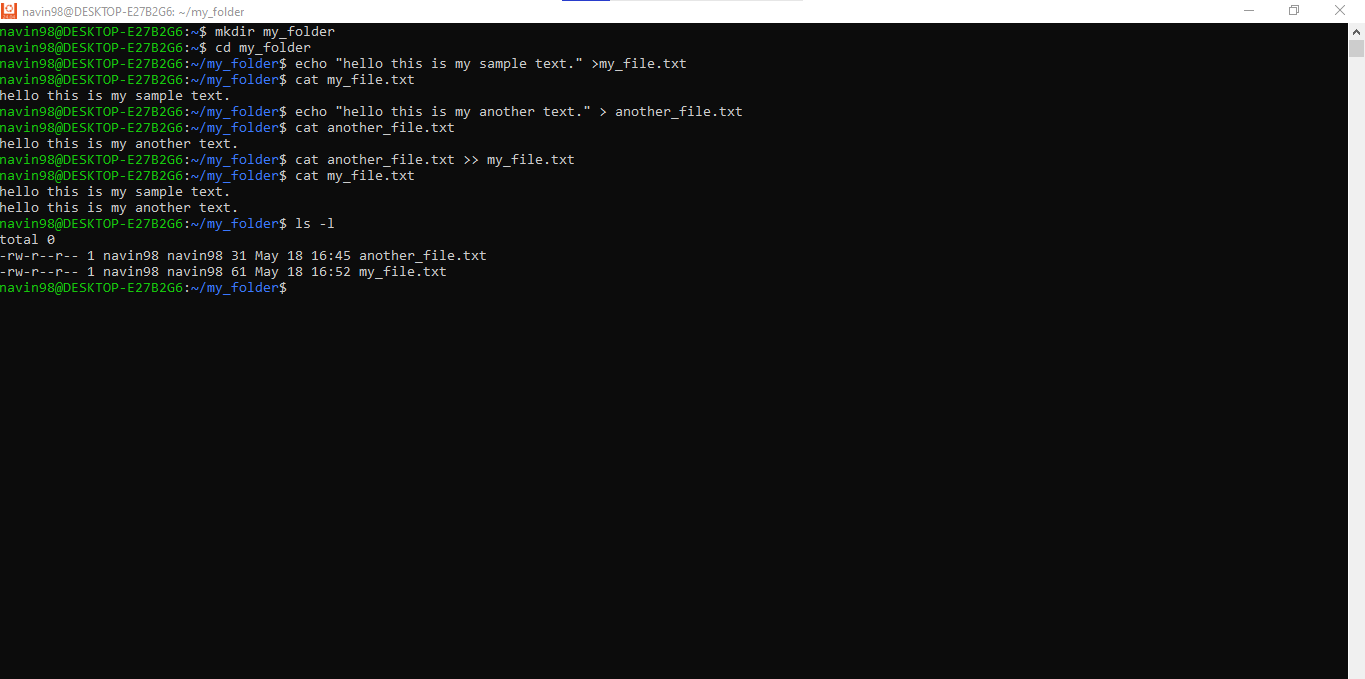 navin98@DESKTOP-E27B2G6: ~/my_folder
navin98@DESKTOP-E27B2G6:~$ mkdir my_folder
navin98@DESKTOP-E27B2G6:~$ cd my_folder
navin98@DESKTOP-E27B2G6:~/my_folder$ echo "hello this is my sample text." >my_file.txt
navin98@DESKTOP-E27B2G6:~/my_folder$ cat my_file.txt
hello this is my sample text.
navin98@DESKTOP-E27B2G6:~/my_folder$ echo "hello this is my another text." > another_file.txt
navin98@DESKTOP-E27B2G6:~/my_folder$ cat another_file.txt
hello this is my another text.
navin98@DESKTOP-E27B2G6:~/my_folder$ cat another_file.txt >> my_file.txt
navin98@DESKTOP-E27B2G6:~/my_folder$ cat my_file.txt
hello this is my sample text.
hello this is my another text.
navin98@DESKTOP-E27B2G6:~/my_folder$ ls -l
total 0
-rw-r--r-- 1 navin98 navin98 31 May 18 16:45 another_file.txt
-rw-r--r-- 1 navin98 navin98 61 May 18 16:52 my_file.txt
navin98@DESKTOP-E27B2G6:~/my_folder$